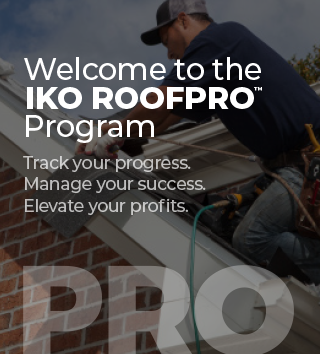 Welcome to the
IKO ROOFPRO™
Program
Track your progress.
Manage your success.
Elevate your profits.
PRO